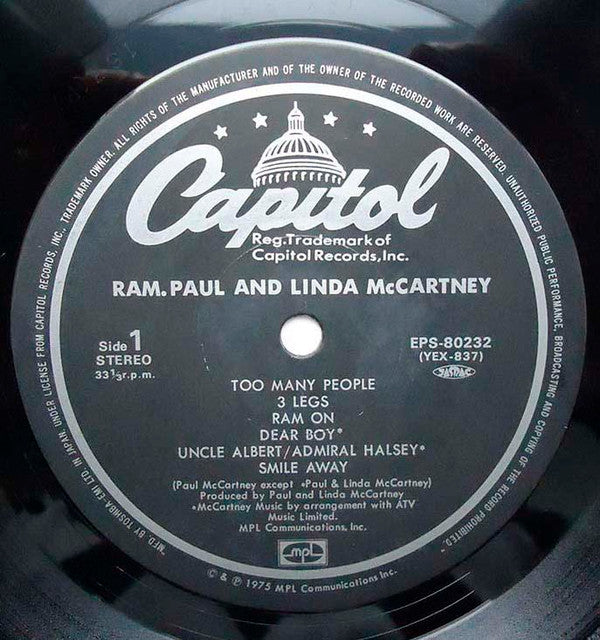 "MFD. BY TOSHIBA-EMI LTD. IN JAPAN, UNDER LICENSE FROM CAPITOL RECORDS, INC., TRADEMARK OWNER. ALL RIGHTS OF THE MANUFACTURER AND OF THE OWNER OF THE RECORDED WORK ARE RESERVED. UNAUTHORIZED PUBLIC PERFORMANCE, BROADCASTING AND COPYING OF THE RECORD PROHIBITED."
Capitol
Reg. Trademark of
Capitol Records, Inc.
RAM. PAUL AND LINDA McCARTNEY
Side 1
STEREO
33⅓r.p.m.
EPS-80232
(YEX-837)
JASRAC
TOO MANY PEOPLE
3 LEGS
RAM ON
DEAR BOY*
UNCLE ALBERT/ADMIRAL HALSEY*
SMILE AWAY
(Paul McCartney except *Paul & Linda McCartney)
Produced by Paul and Linda McCartney
*McCartney Music by arrangement with ATV
Music Limited.
MPL Communications, Inc.
mpl
© & ℗ 1975 MPL Communications Inc.